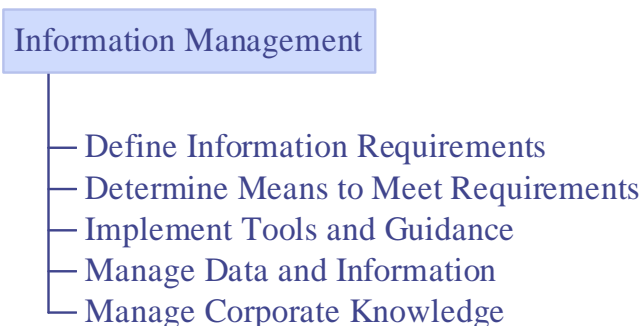 Information Management
Define Information Requirements
Determine Means to Meet Requirements
Implement Tools and Guidance
Manage Data and Information
Manage Corporate Knowledge